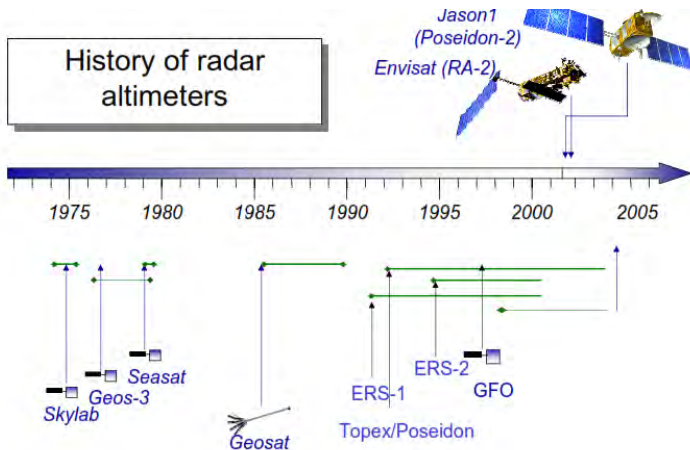 History of radar
altimeters
Jason1
(Poseidon-2)
Envisat (RA-2)
1975 1980 1985 1990 1995 2000 2005
Skylab
Geos-3
Seasat
Geosat
ERS-1
Topex/Poseidon
ERS-2
GFO